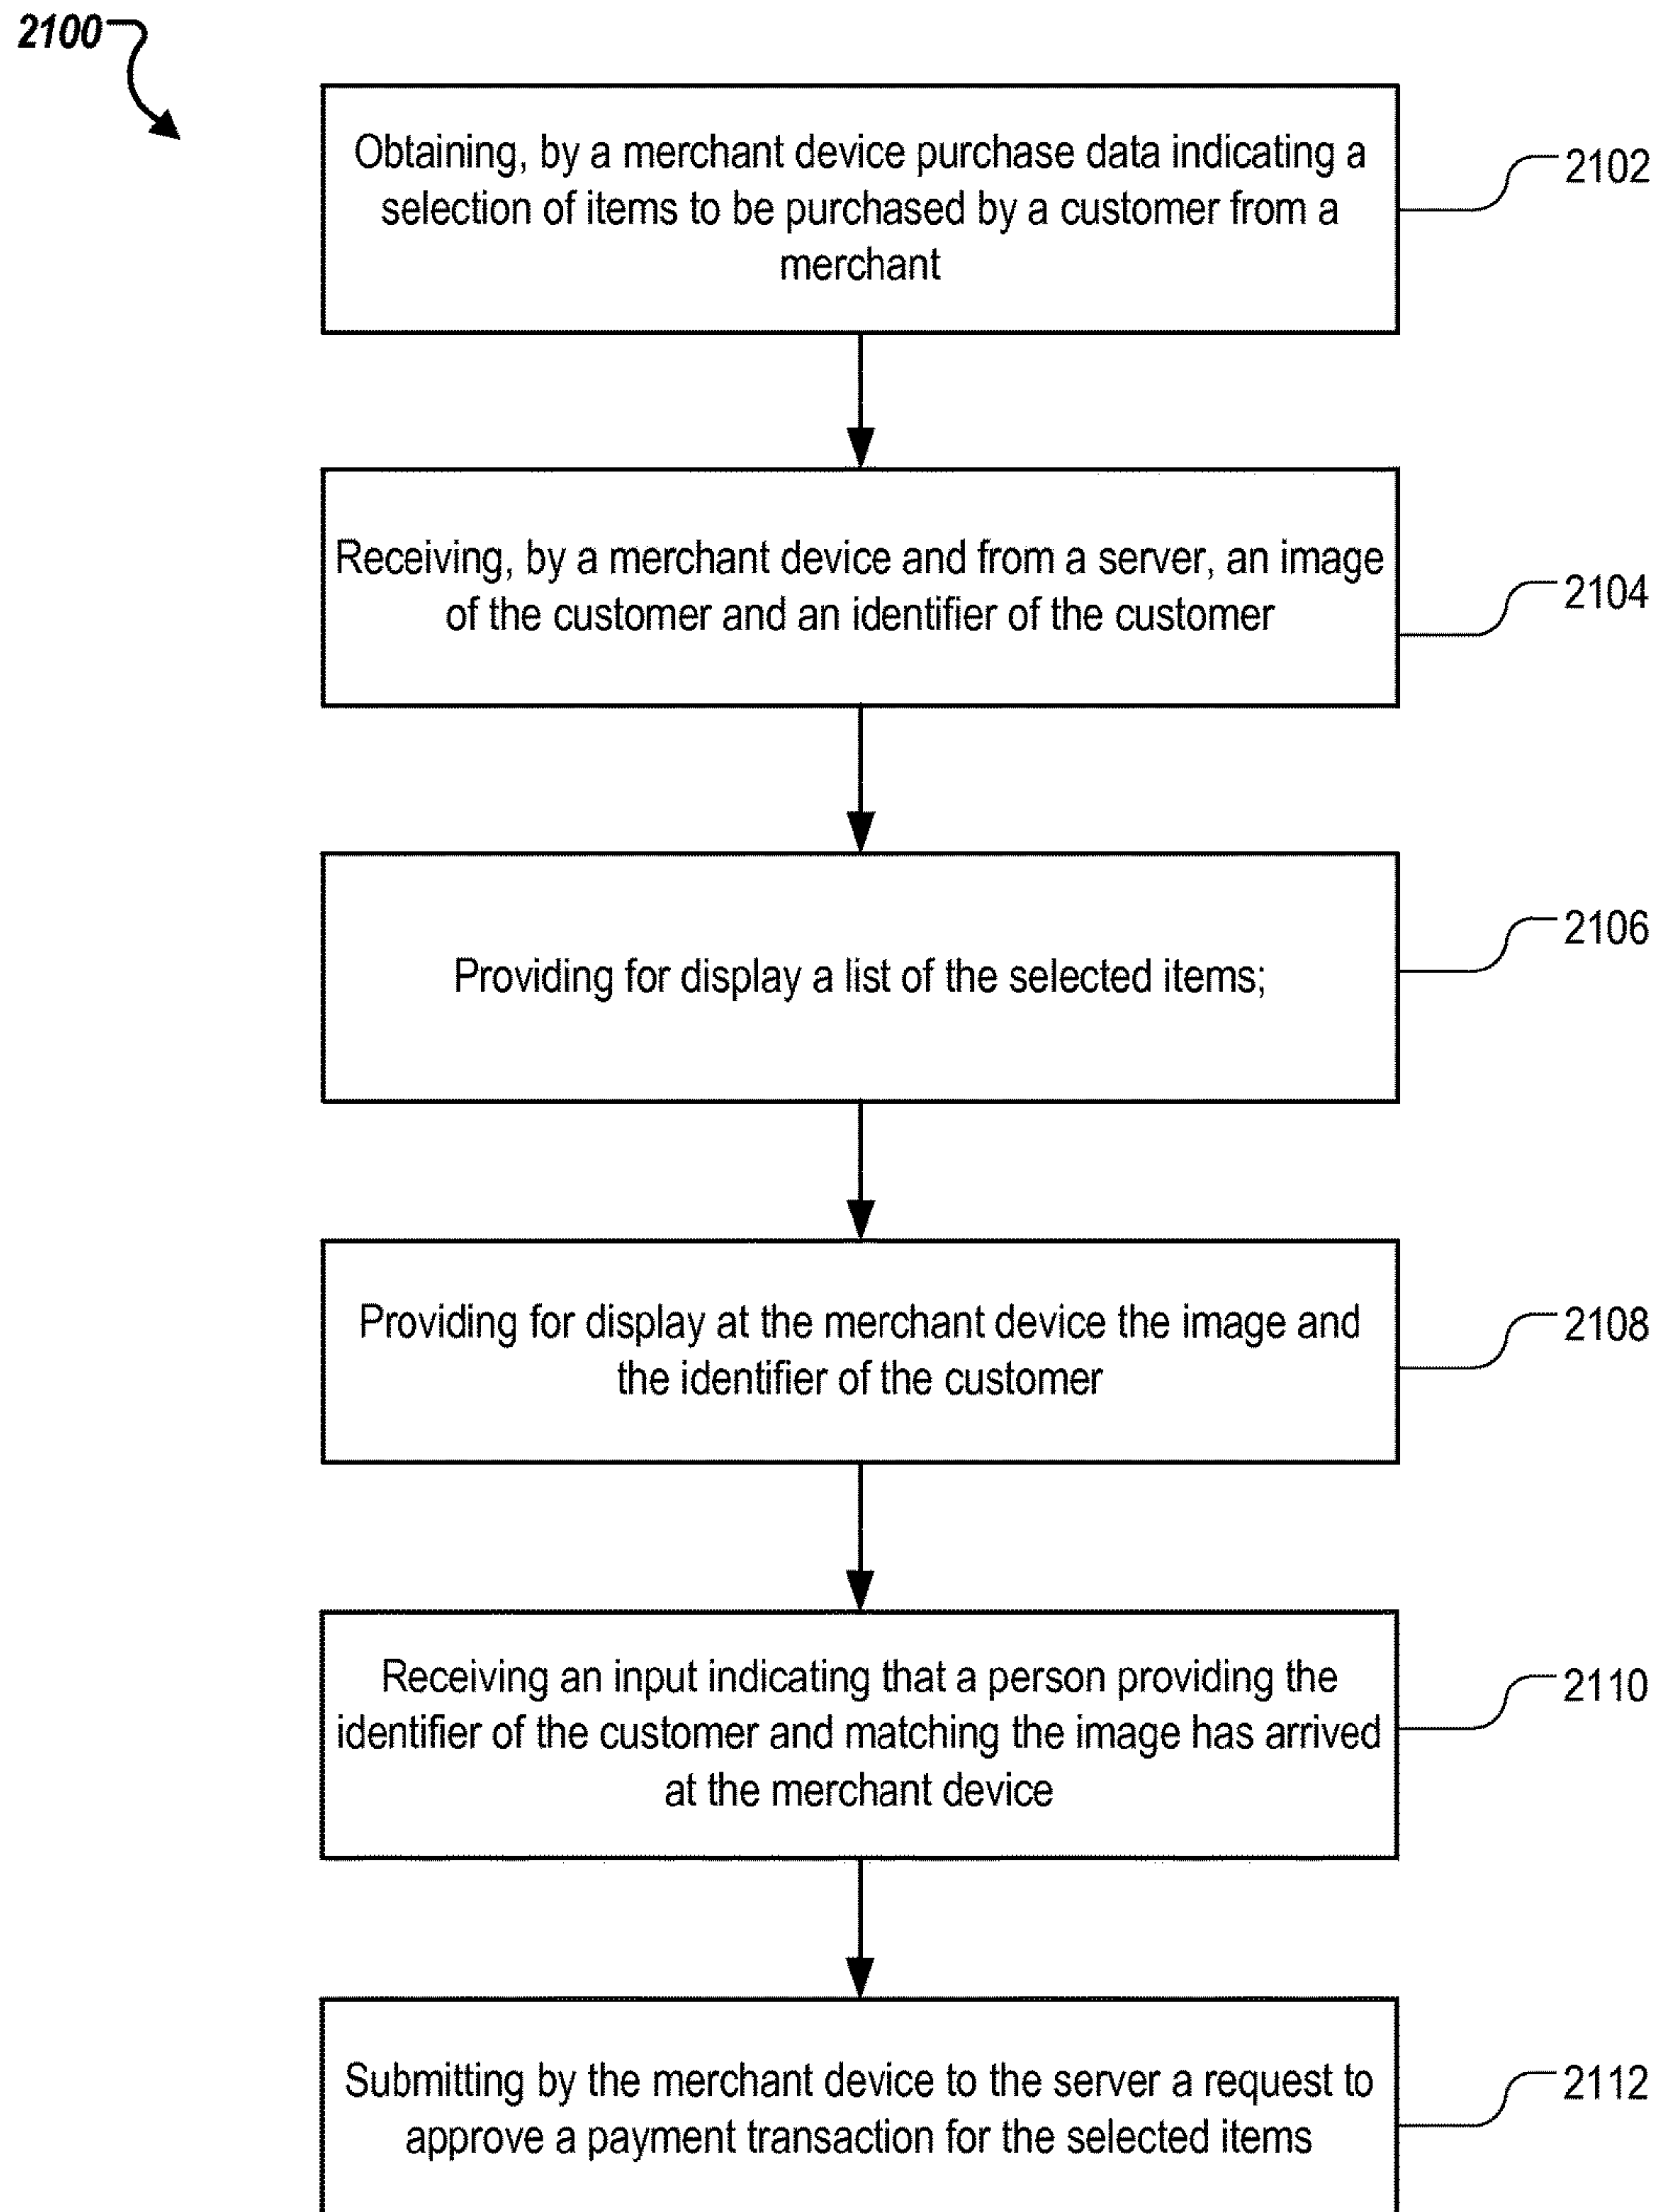 2100
Obtaining, by a merchant device purchase data indicating a
selection of items to be purchased by a customer from a
merchant
2102
Receiving, by a merchant device and from a server, an image
of the customer and an identifier of the customer
2104
Providing for display a list of the selected items;
2106
Providing for display at the merchant device the image and
the identifier of the customer
2108
Receiving an input indicating that a person providing the
identifier of the customer and matching the image has arrived
at the merchant device
2110
Submitting by the merchant device to the server a request to
approve a payment transaction for the selected items
2112